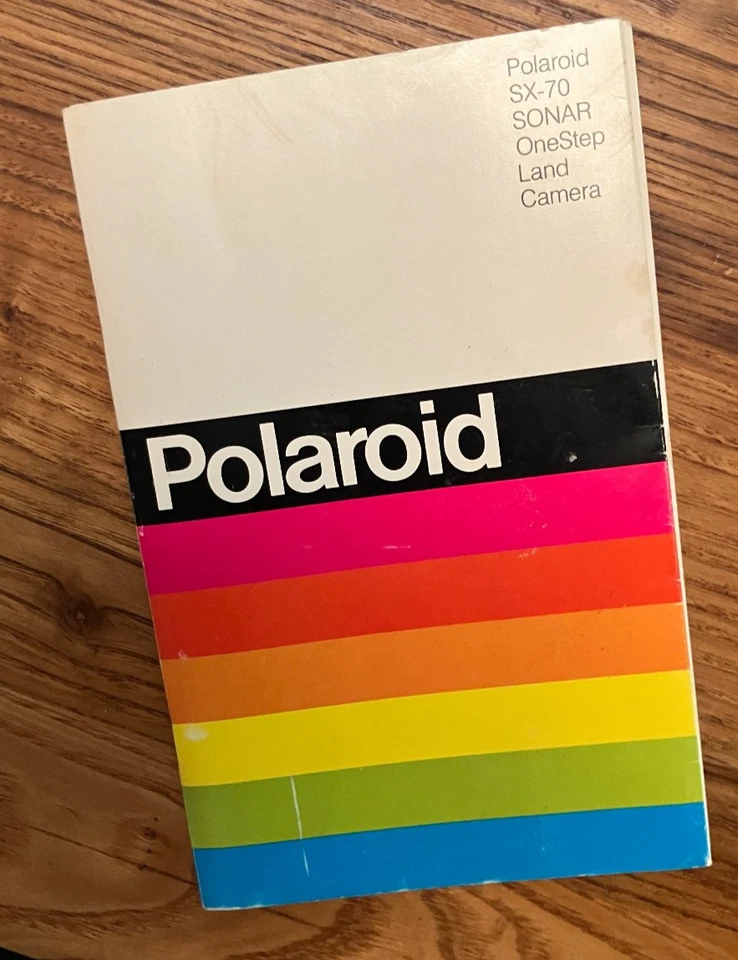 Polaroid
SX-70
SONAR
OneStep
Land
Camera
Polaroid